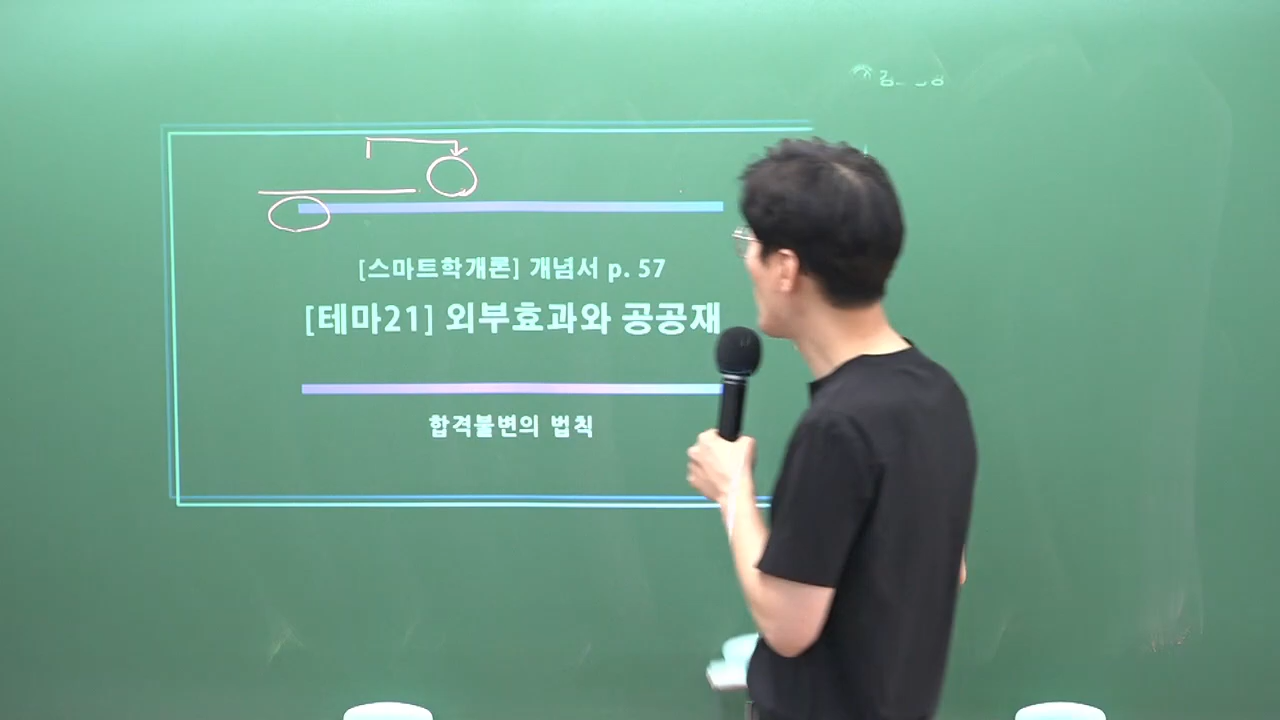 [스마트학개론] 개념서 p. 57
[테마21] 외부효과와 공공재
합격불변의 법칙